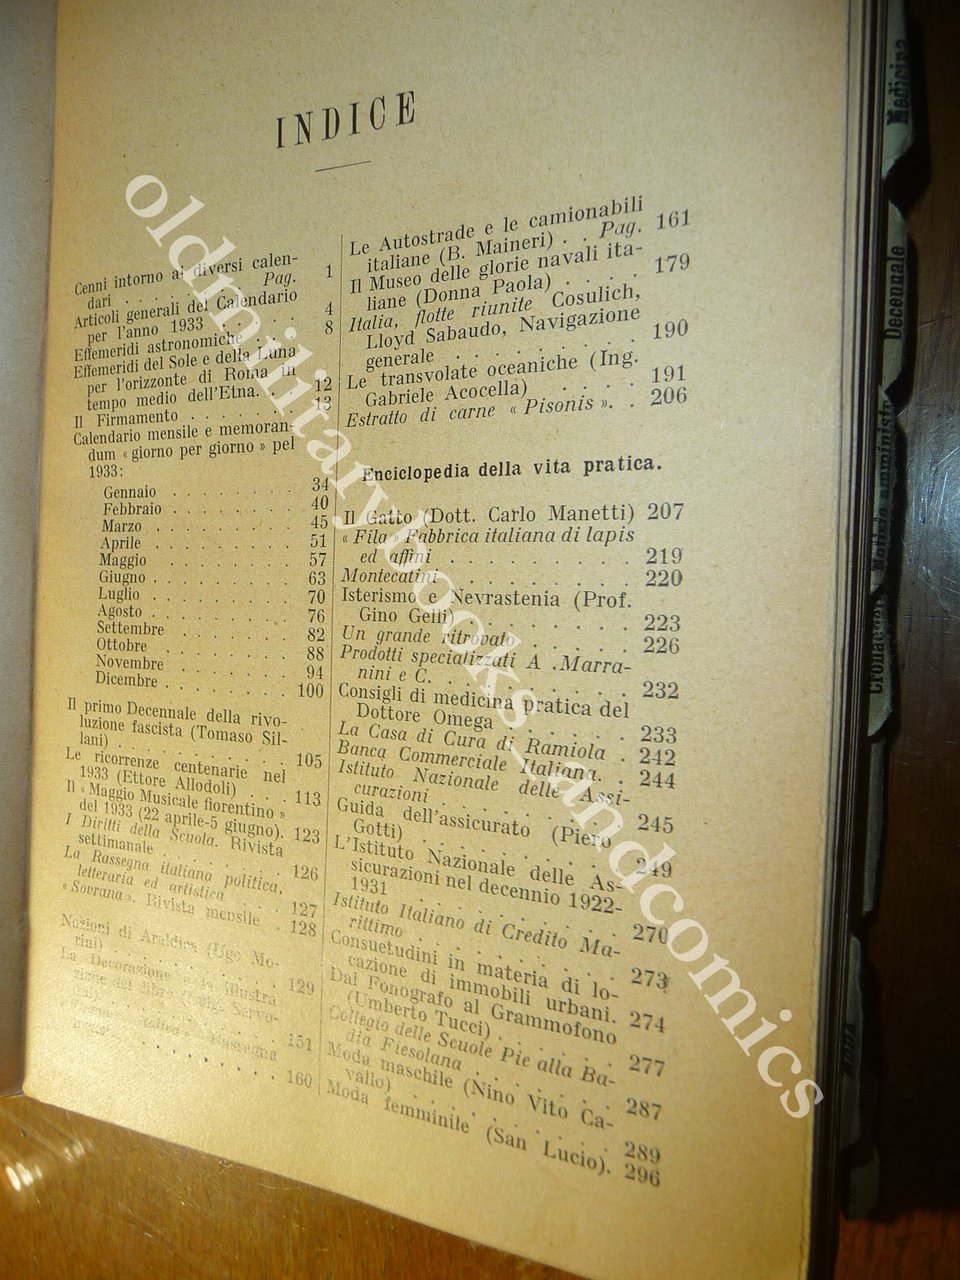 INDICE
Cenni intorno ai diversi calen-
dari . . . . . . Pag. 1
Articoli generali del Calendario
per l'anno 1933 . . . . . 4
Effemeridi astronomiche . . . 8
Effemeridi del Sole e della Luna
per l'orizzonte di Roma in
tempo medio dell'Etna. . . 12
Il Firmamento . . . . . . . 13
Calendario mensile e memoran-
dum « giorno per giorno » pel
1933:
Gennaio . . . . . . . . 34
Febbraio . . . . . . . . 40
Marzo . . . . . . . . 45
Aprile . . . . . . . . 51
Maggio . . . . . . . . 57
Giugno . . . . . . . . 63
Luglio . . . . . . . . 70
Agosto . . . . . . . . 76
Settembre . . . . . . . 82
Ottobre . . . . . . . . 88
Novembre . . . . . . . 94
Dicembre . . . . . . . . 100
Il primo Decennale della rivo-
luzione fascista (Tomaso Sil-
lani) . . . . . . . . . . 105
Le ricorrenze centenarie nel
1933 (Ettore Allodoli) . . . 113
Il « Maggio Musicale fiorentino »
del 1933 (22 aprile-5 giugno). 123
I Diritti della Scuola. Rivista
settimanale . . . . . . . 126
La Rassegna italiana politica,
letteraria ed artistica . . . 127
« Sovrana ». Rivista mensile . 128
Nozioni di Araldica (Ugo Mo-
rini) . . . . . . . . . . 129
La Decorazione e la illustra-
zione del libro (Luigi Servo-
. . . . . . . . . . 151
Rassegna
. . . . . . . . 160
Le Autostrade e le camionabili
italiane (B. Maineri) . . Pag. 161
Il Museo delle glorie navali ita-
liane (Donna Paola) . . . . 179
Italia, flotte riunite Cosulich,
Lloyd Sabaudo, Navigazione
generale . . . . . . . . . 190
Le transvolate oceaniche (Ing.
Gabriele Acocella) . . . . 191
Estratto di carne « Pisonis ». . 206
Enciclopedia della vita pratica.
Il Gatto (Dott. Carlo Manetti) 207
« Fila » Fabbrica italiana di lapis
ed affini . . . . . . . . . 219
Montecatini . . . . . . . . 220
Isterismo e Nevrastenia (Prof.
Gino Gelli) . . . . . . . . 223
Un grande ritrovato . . . . . 226
Prodotti specializzati A .Marra-
nini e C. . . . . . . . . . 232
Consigli di medicina pratica del
Dottore Omega . . . . . . 233
La Casa di Cura di Ramiola . 242
Banca Commerciale Italiana. . 244
Istituto Nazionale delle Assi-
curazioni . . . . . . . . . 245
Guida dell'assicurato (Piero
Gotti) . . . . . . . . . . 249
L'Istituto Nazionale delle As-
sicurazioni nel decennio 1922-
1931 . . . . . . . . . . 270
Istituto Italiano di Credito Ma-
rittimo . . . . . . . . . . 273
Consuetudini in materia di lo-
cazione di immobili urbani. 274
Dal Fonografo al Grammofono
(Umberto Tucci) . . . . . . 277
Collegio delle Scuole Pie alla Ba-
dia Fiesolana . . . . . . . 287
Moda maschile (Nino Vito Ca-
vallo) . . . . . . . . . . 289
Moda femminile (San Lucio). 296
Medicina
Decennale
Cronologia
oldmilitarybooks_andcomics